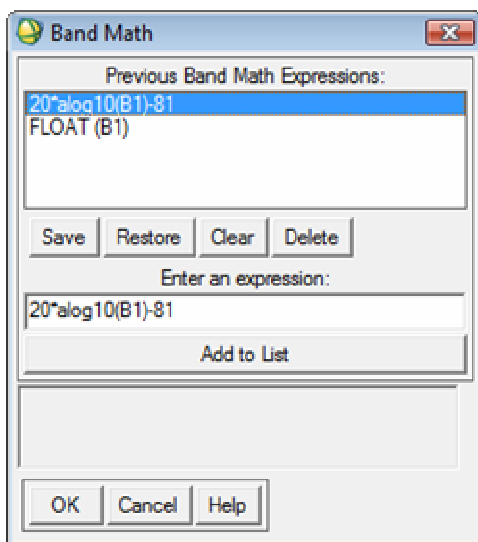 Band Math
Previous Band Math Expressions:
20*alog10(B1)-81
FLOAT (B1)
Save Restore Clear Delete
Enter an expression:
20*alog10(B1)-81
Add to List
OK Cancel Help